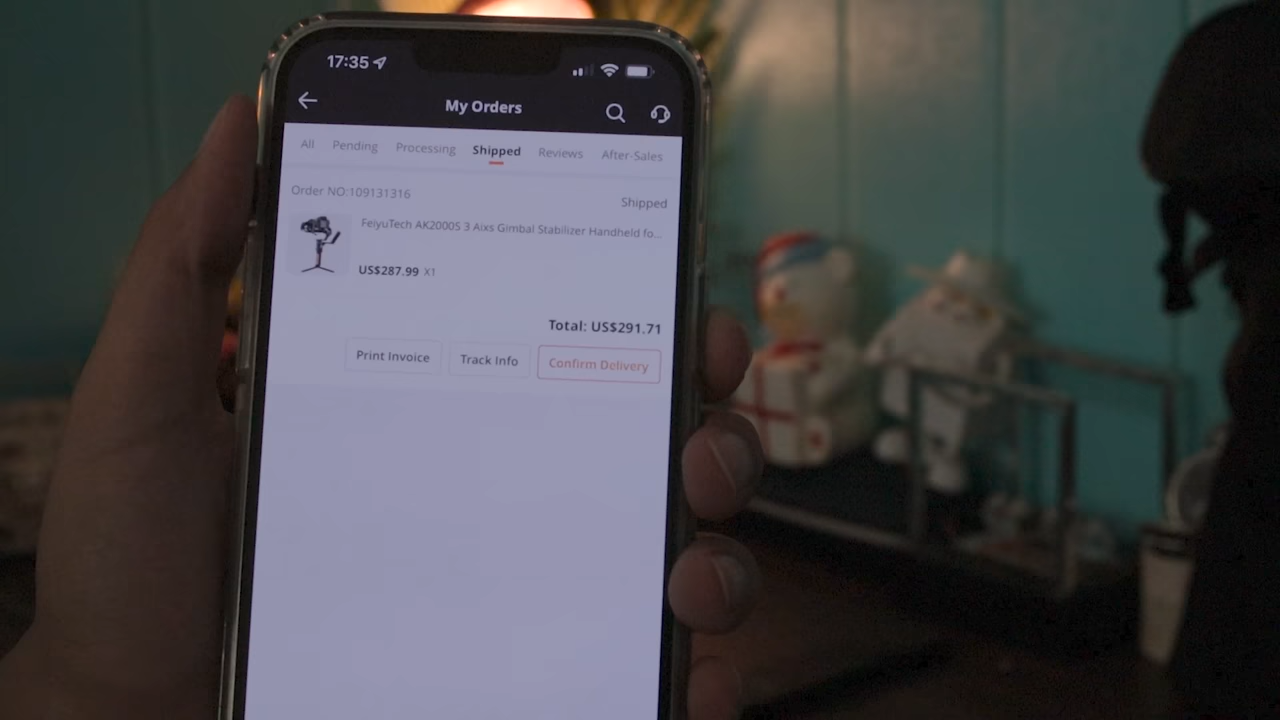 17:35
My Orders
All Pending Processing Shipped Reviews After-Sales
Order NO:109131316
Shipped
FeiyuTech AK2000S 3 Aixs Gimbal Stabilizer Handheld fo...
US$287.99 X1
Total: US$291.71
Print Invoice Track Info Confirm Delivery